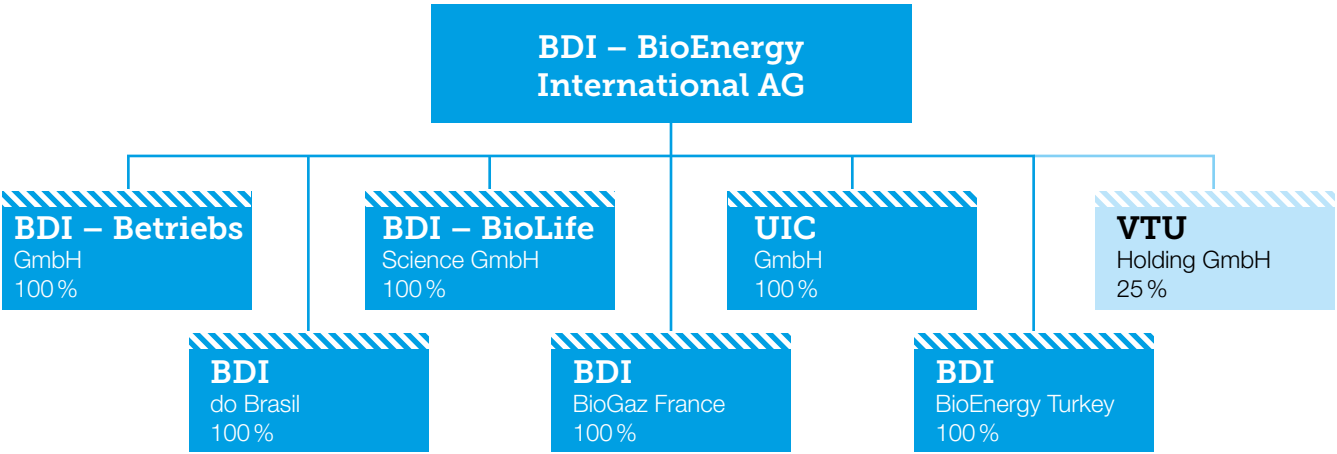 BDI – BioEnergy
International AG
BDI – Betriebs
GmbH
100 %
BDI – BioLife
Science GmbH
100 %
UIC
GmbH
100 %
VTU
Holding GmbH
25 %
BDI
do Brasil
100 %
BDI
BioGaz France
100 %
BDI
BioEnergy Turkey
100 %